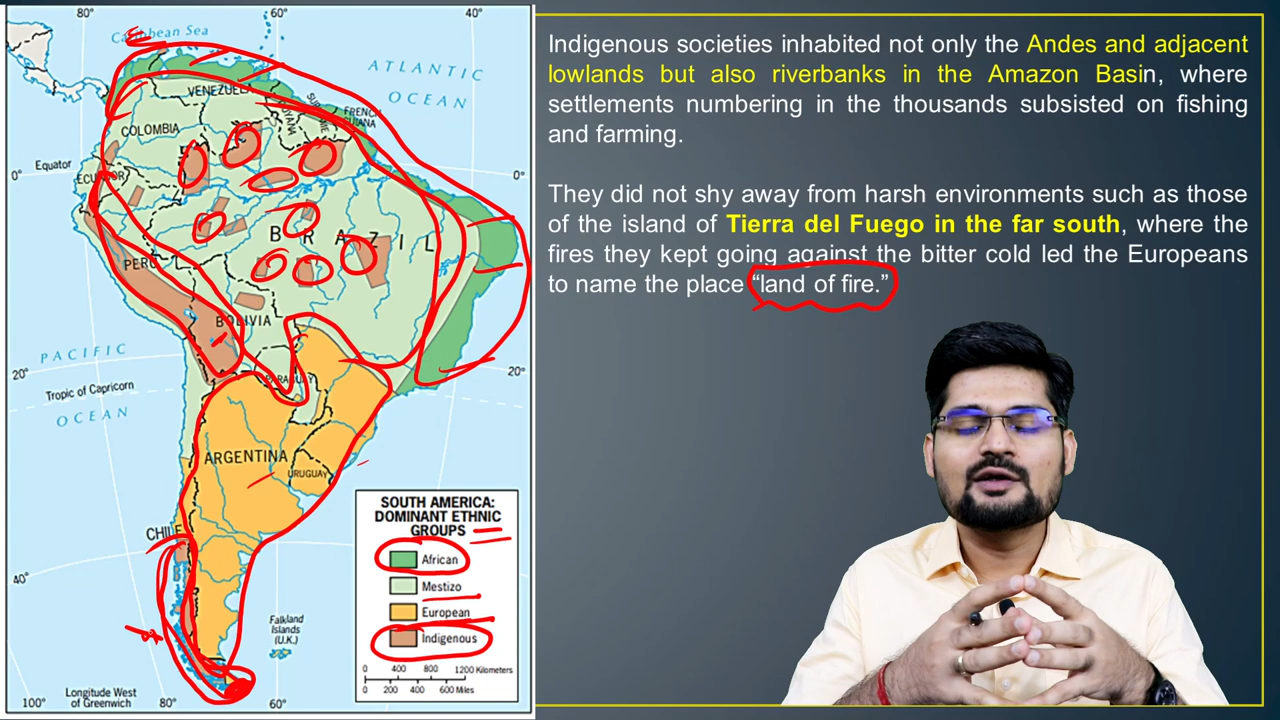 80°
60°
40°
Caribbean Sea
ATLANTIC
OCEAN
VENEZUELA
GUYANA
SURINAME
FRENCH
GUIANA
COLOMBIA
Equator
0°
0°
ECUADOR
BRAZIL
PERU
BOLIVIA
PACIFIC
OCEAN
20°
20°
Tropic of Capricorn
PARAGUAY
ARGENTINA
URUGUAY
CHILE
40°
Falkland
Islands
(U.K.)
100°
Longitude West
of Greenwich
80°
60°
SOUTH AMERICA:
DOMINANT ETHNIC
GROUPS
African
Mestizo
European
Indigenous
0 400 800 1200 Kilometers
0 200 400 600 Miles
Indigenous societies inhabited not only the Andes and adjacent
lowlands but also riverbanks in the Amazon Basin, where
settlements numbering in the thousands subsisted on fishing
and farming.
They did not shy away from harsh environments such as those
of the island of Tierra del Fuego in the far south, where the
fires they kept going against the bitter cold led the Europeans
to name the place “land of fire.”